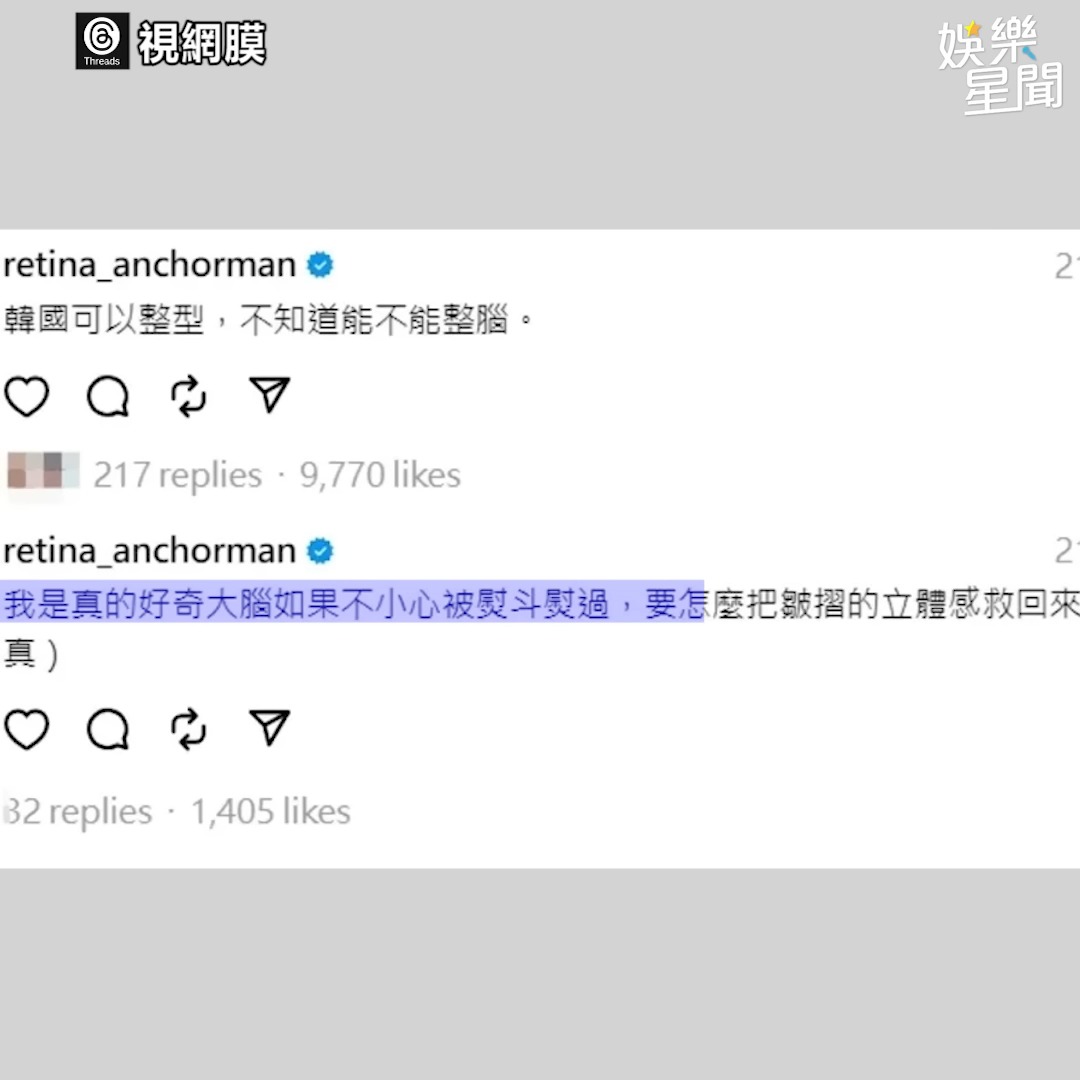 Threads
視網膜
娛樂
星聞
retina_anchorman
韓國可以整型，不知道能不能整腦。
217 replies · 9,770 likes
retina_anchorman
我是真的好奇大腦如果不小心被熨斗熨過，要怎麼把皺摺的立體感救回來
真）
32 replies · 1,405 likes